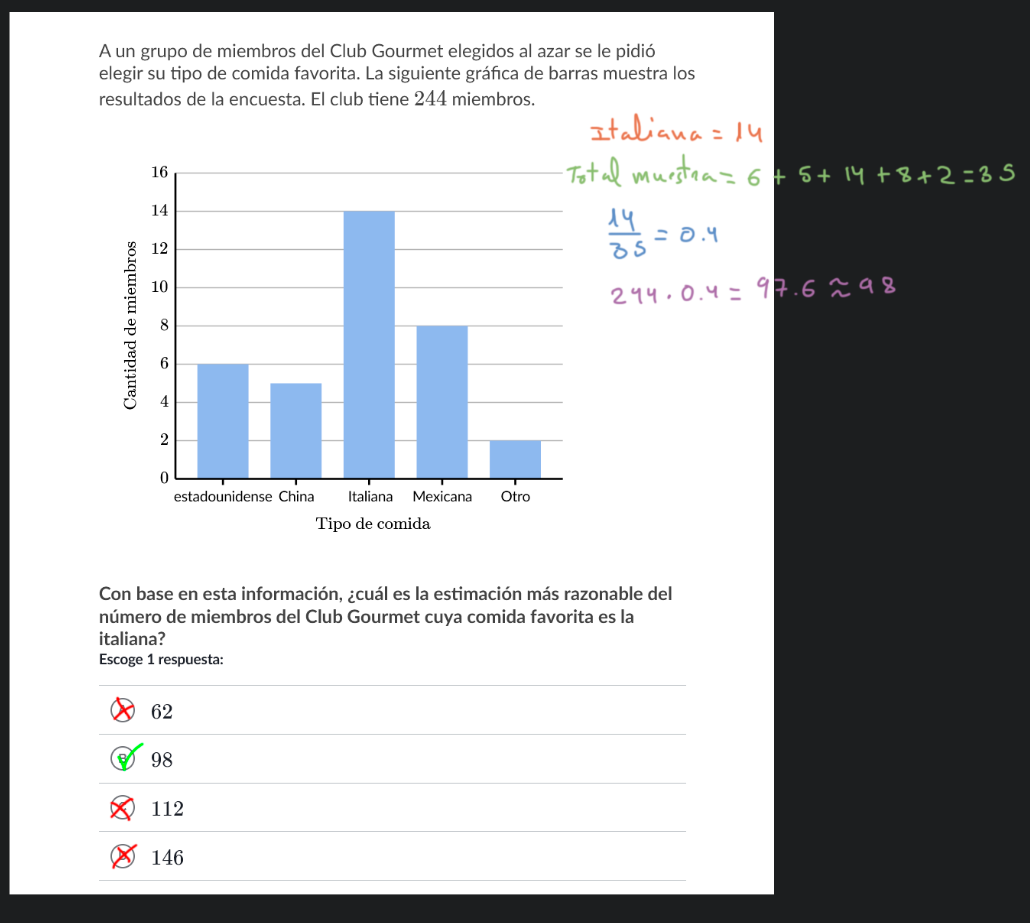 A un grupo de miembros del Club Gourmet elegidos al azar se le pidió
elegir su tipo de comida favorita. La siguiente gráfica de barras muestra los
resultados de la encuesta. El club tiene 244 miembros.
Italiana = 14
Total muestra = 6 + 5 + 14 + 8 + 2 = 35
14
35
= 0.4
244 . 0.4 = 97.6 ≈ 98
Cantidad de miembros
16
14
12
10
8
6
4
2
0
estadounidense China Italiana Mexicana Otro
Tipo de comida
Con base en esta información, ¿cuál es la estimación más razonable del
número de miembros del Club Gourmet cuya comida favorita es la
italiana?
Escoge 1 respuesta:
62
B 98
112
146